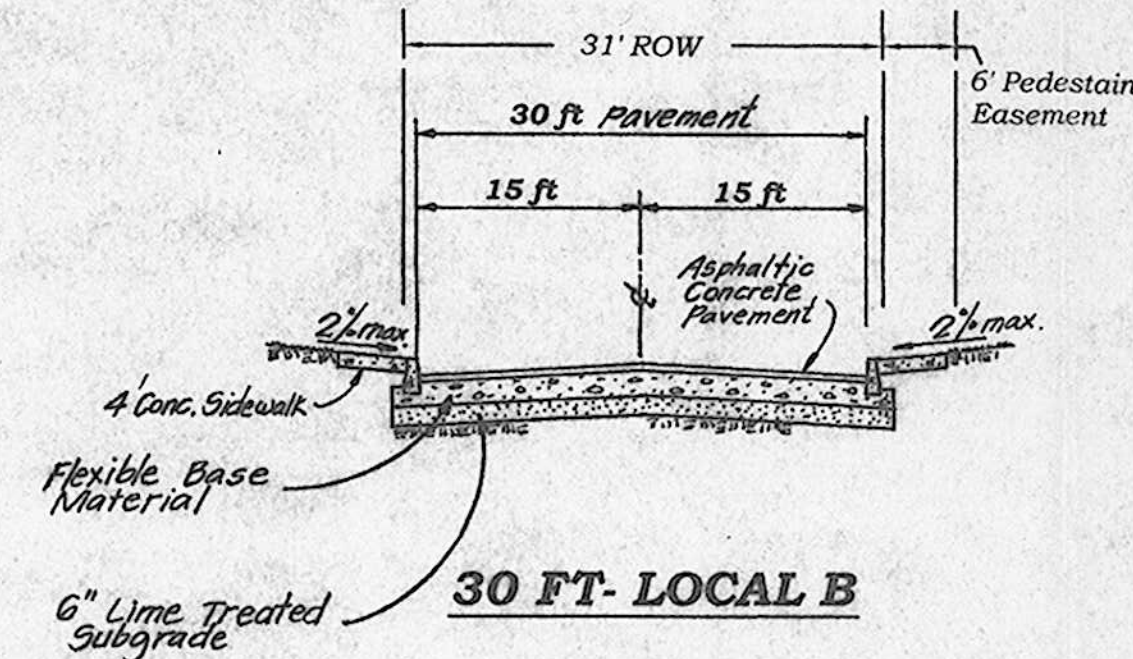 31' ROW
6' Pedestain
Easement
30 ft Pavement
15 ft
15 ft
Asphaltic
Concrete
Pavement
℄
2% max
2% max.
4' Conc. Sidewalk
Flexible Base
Material
6" Lime Treated
Subgrade
30 FT- LOCAL B